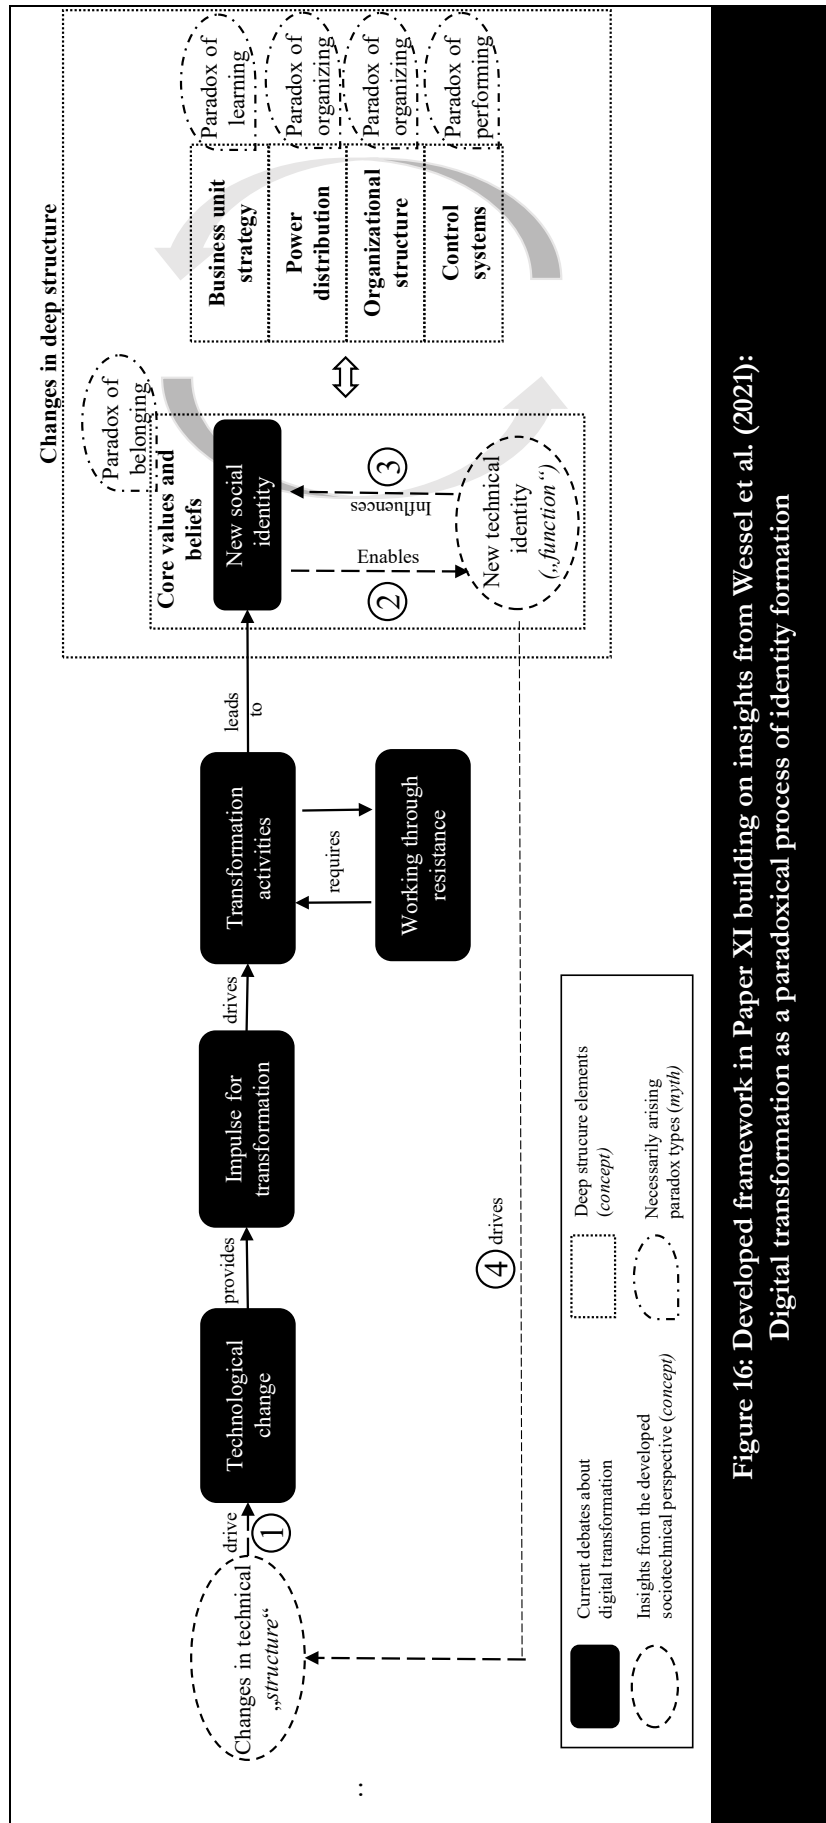 Changes in deep structure
Paradox of
belonging
Core values and
beliefs
Paradox of
learning
Paradox of
organizing
Paradox of
organizing
Paradox of
performing
Business unit
strategy
Power
distribution
Organizational
structure
Control
systems
Changes in technical
„structure“
drive
1
Technological
change
provides
Impulse for
transformation
drives
Transformation
activities
requires
Working through
resistance
leads
to
New social
identity
Enables
2
Influences
3
New technical
identity
(„function“)
4
drives
..
Current debates about
digital transformation
Deep strucure elements
(concept)
Insights from the developed
sociotechnical perspective (concept)
Necessarily arising
paradox types (myth)
Figure 16: Developed framework in Paper XI building on insights from Wessel et al. (2021):
Digital transformation as a paradoxical process of identity formation